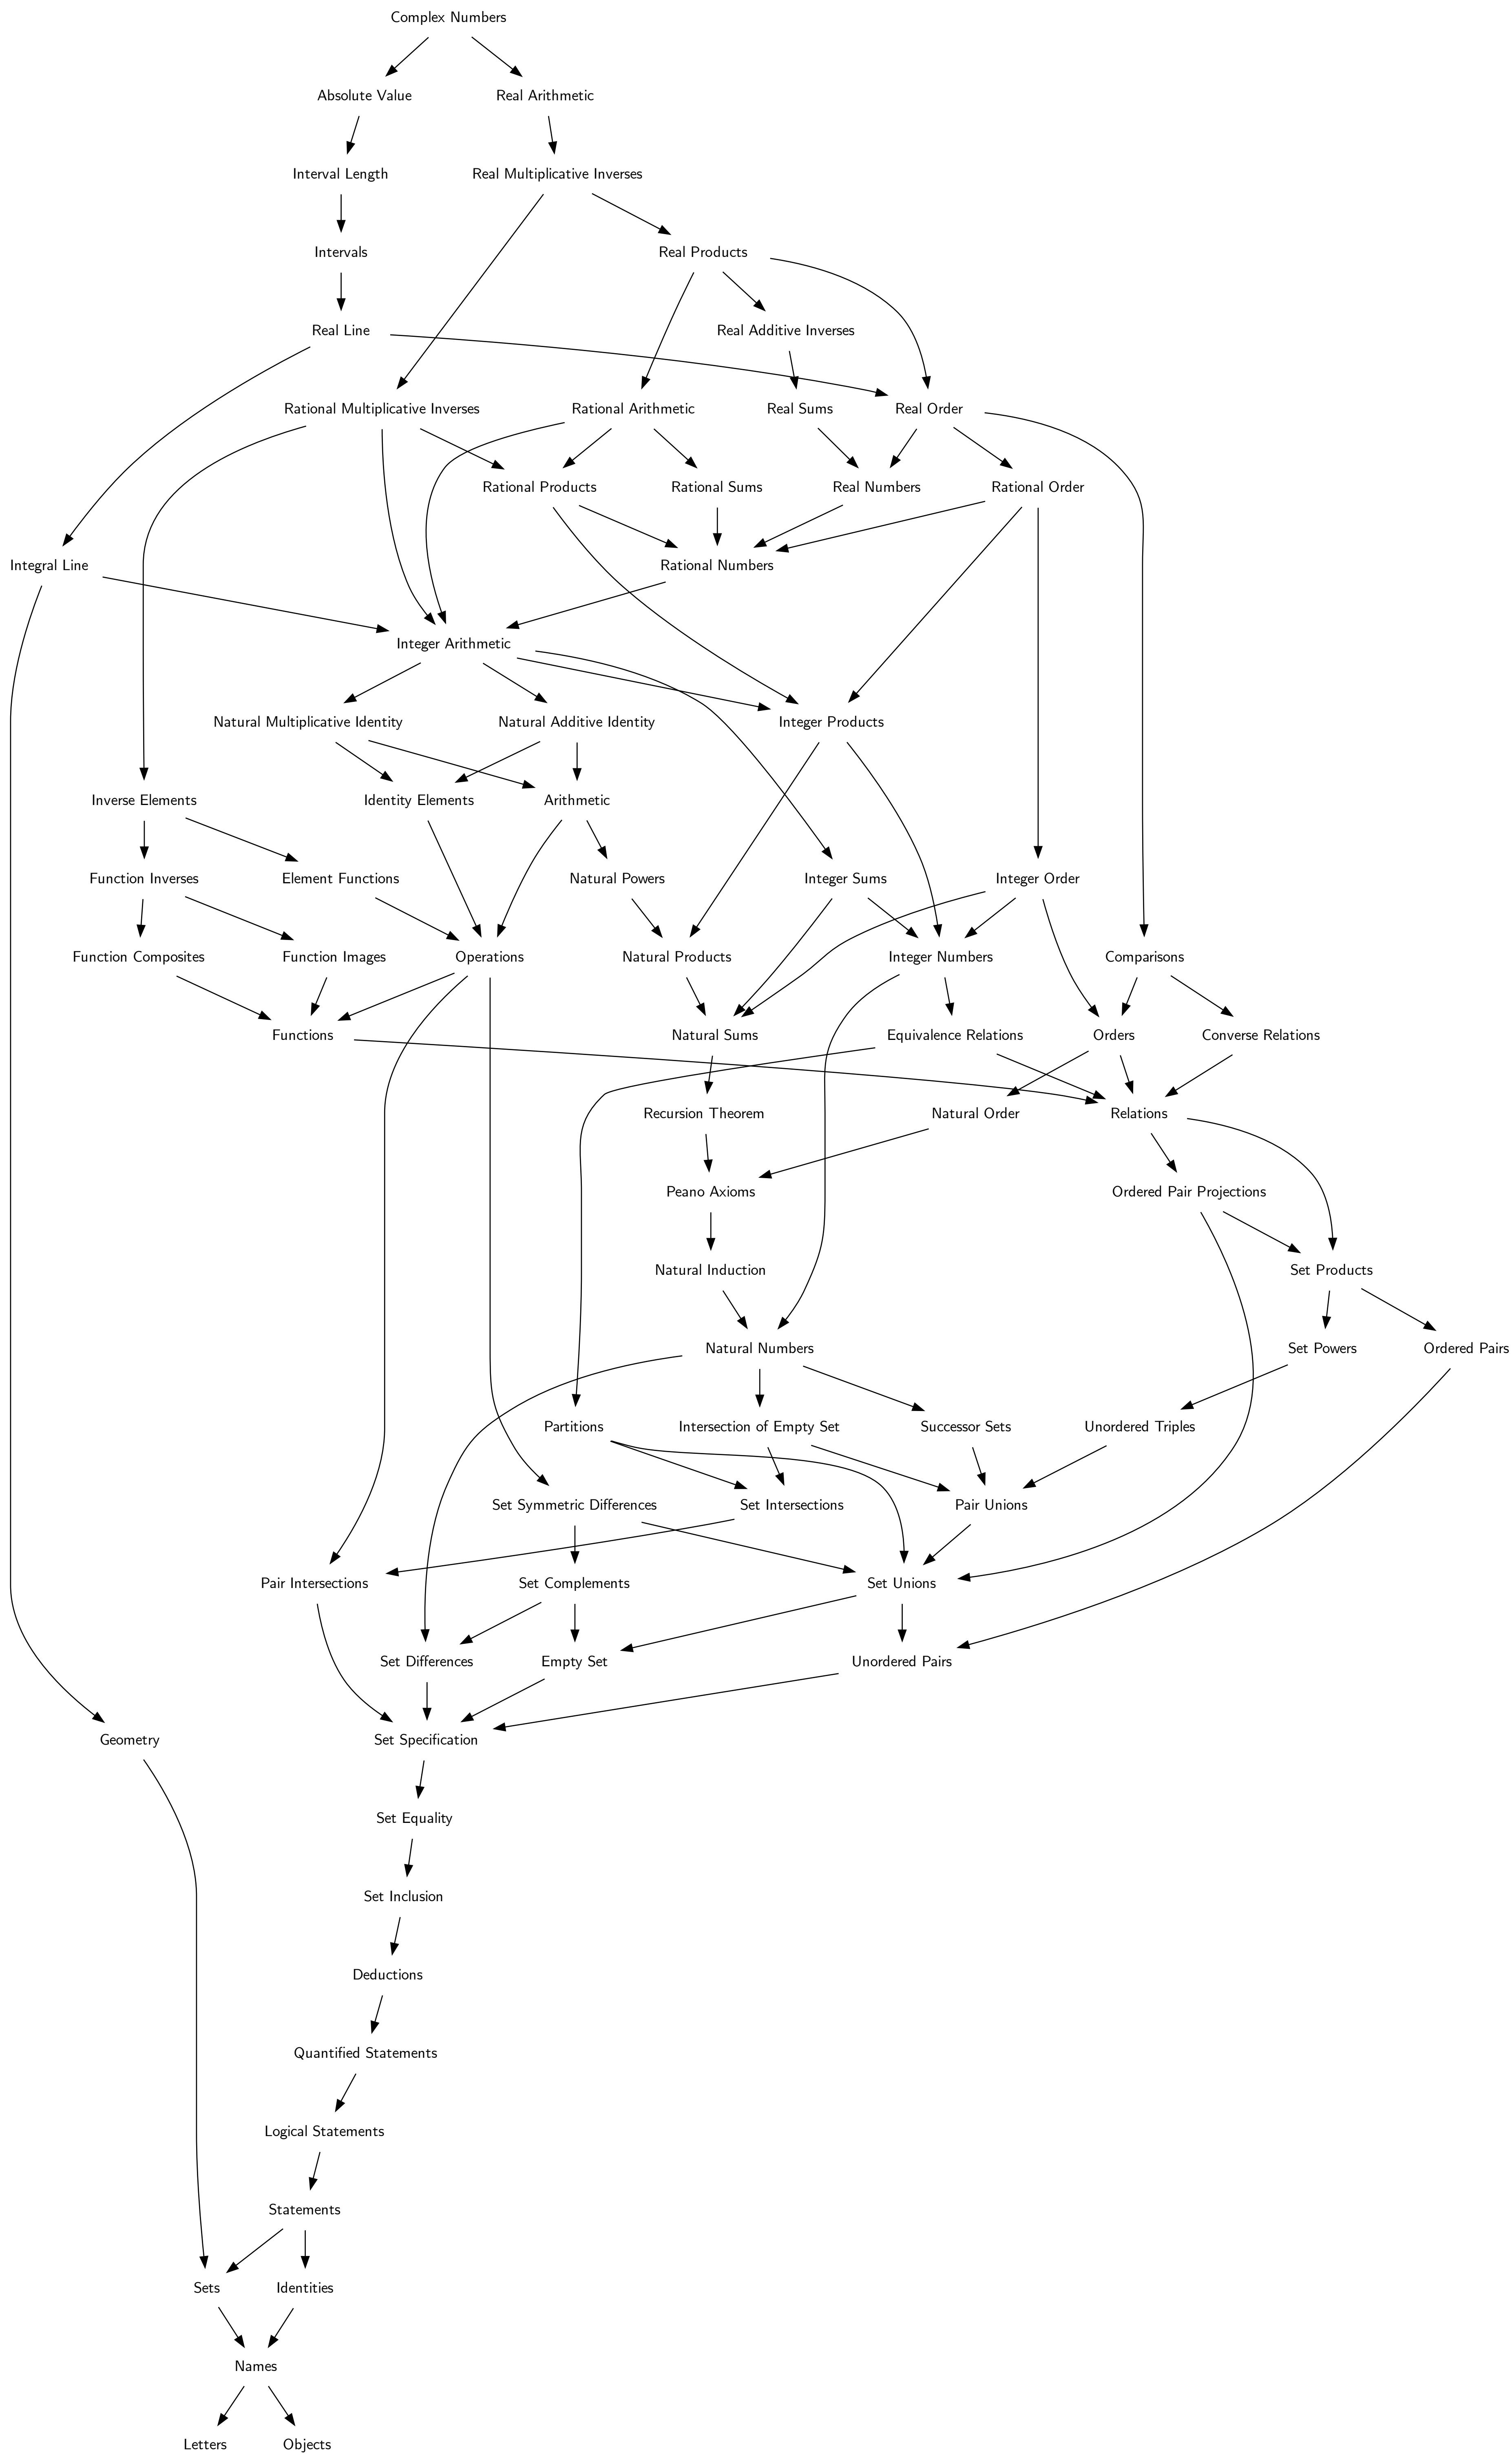 Complex Numbers
Absolute Value
Real Arithmetic
Interval Length
Real Multiplicative Inverses
Intervals
Real Products
Real Line
Real Additive Inverses
Rational Multiplicative Inverses
Rational Arithmetic
Real Sums
Real Order
Rational Products
Rational Sums
Real Numbers
Rational Order
Integral Line
Rational Numbers
Integer Arithmetic
Natural Multiplicative Identity
Natural Additive Identity
Integer Products
Inverse Elements
Identity Elements
Arithmetic
Function Inverses
Element Functions
Natural Powers
Integer Sums
Integer Order
Function Composites
Function Images
Operations
Natural Products
Integer Numbers
Comparisons
Functions
Natural Sums
Equivalence Relations
Orders
Converse Relations
Recursion Theorem
Natural Order
Relations
Peano Axioms
Ordered Pair Projections
Natural Induction
Set Products
Natural Numbers
Set Powers
Ordered Pairs
Partitions
Intersection of Empty Set
Successor Sets
Unordered Triples
Set Symmetric Differences
Set Intersections
Pair Unions
Pair Intersections
Set Complements
Set Unions
Set Differences
Empty Set
Unordered Pairs
Geometry
Set Specification
Set Equality
Set Inclusion
Deductions
Quantified Statements
Logical Statements
Statements
Sets
Identities
Names
Letters
Objects